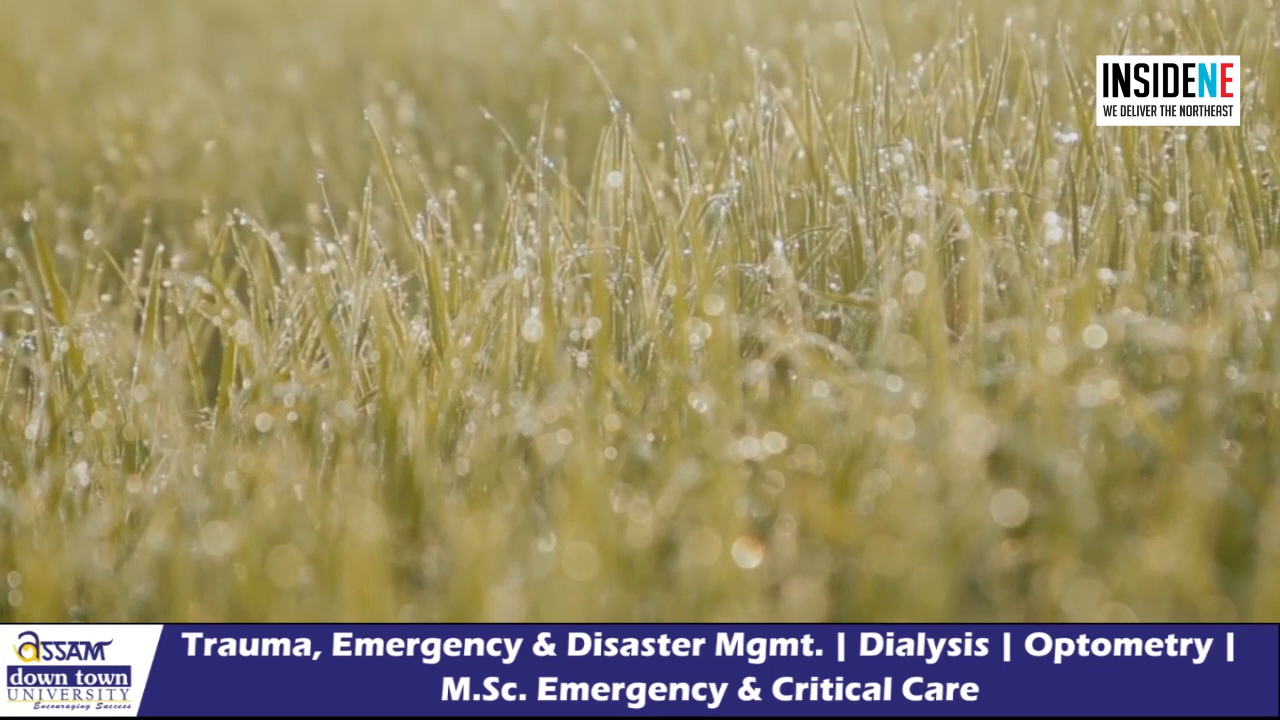 INSIDENE
WE DELIVER THE NORTHEAST
Trauma, Emergency & Disaster Mgmt. | Dialysis | Optometry |
M.Sc. Emergency & Critical Care
assam
down town
UNIVERSITY
Encouraging Success